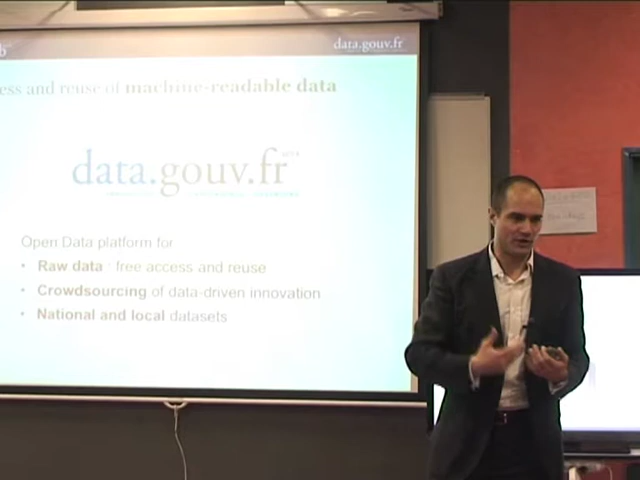 data.gouv.fr
ess and reuse of machine-readable data
data.gouv.fr
Open Data platform for
• Raw data : free access and reuse
• Crowdsourcing of data-driven innovation
• National and local datasets